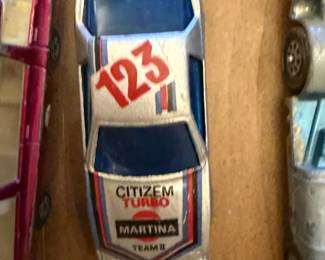 123
CITIZEM
TURBO
MARTINA
TEAM II